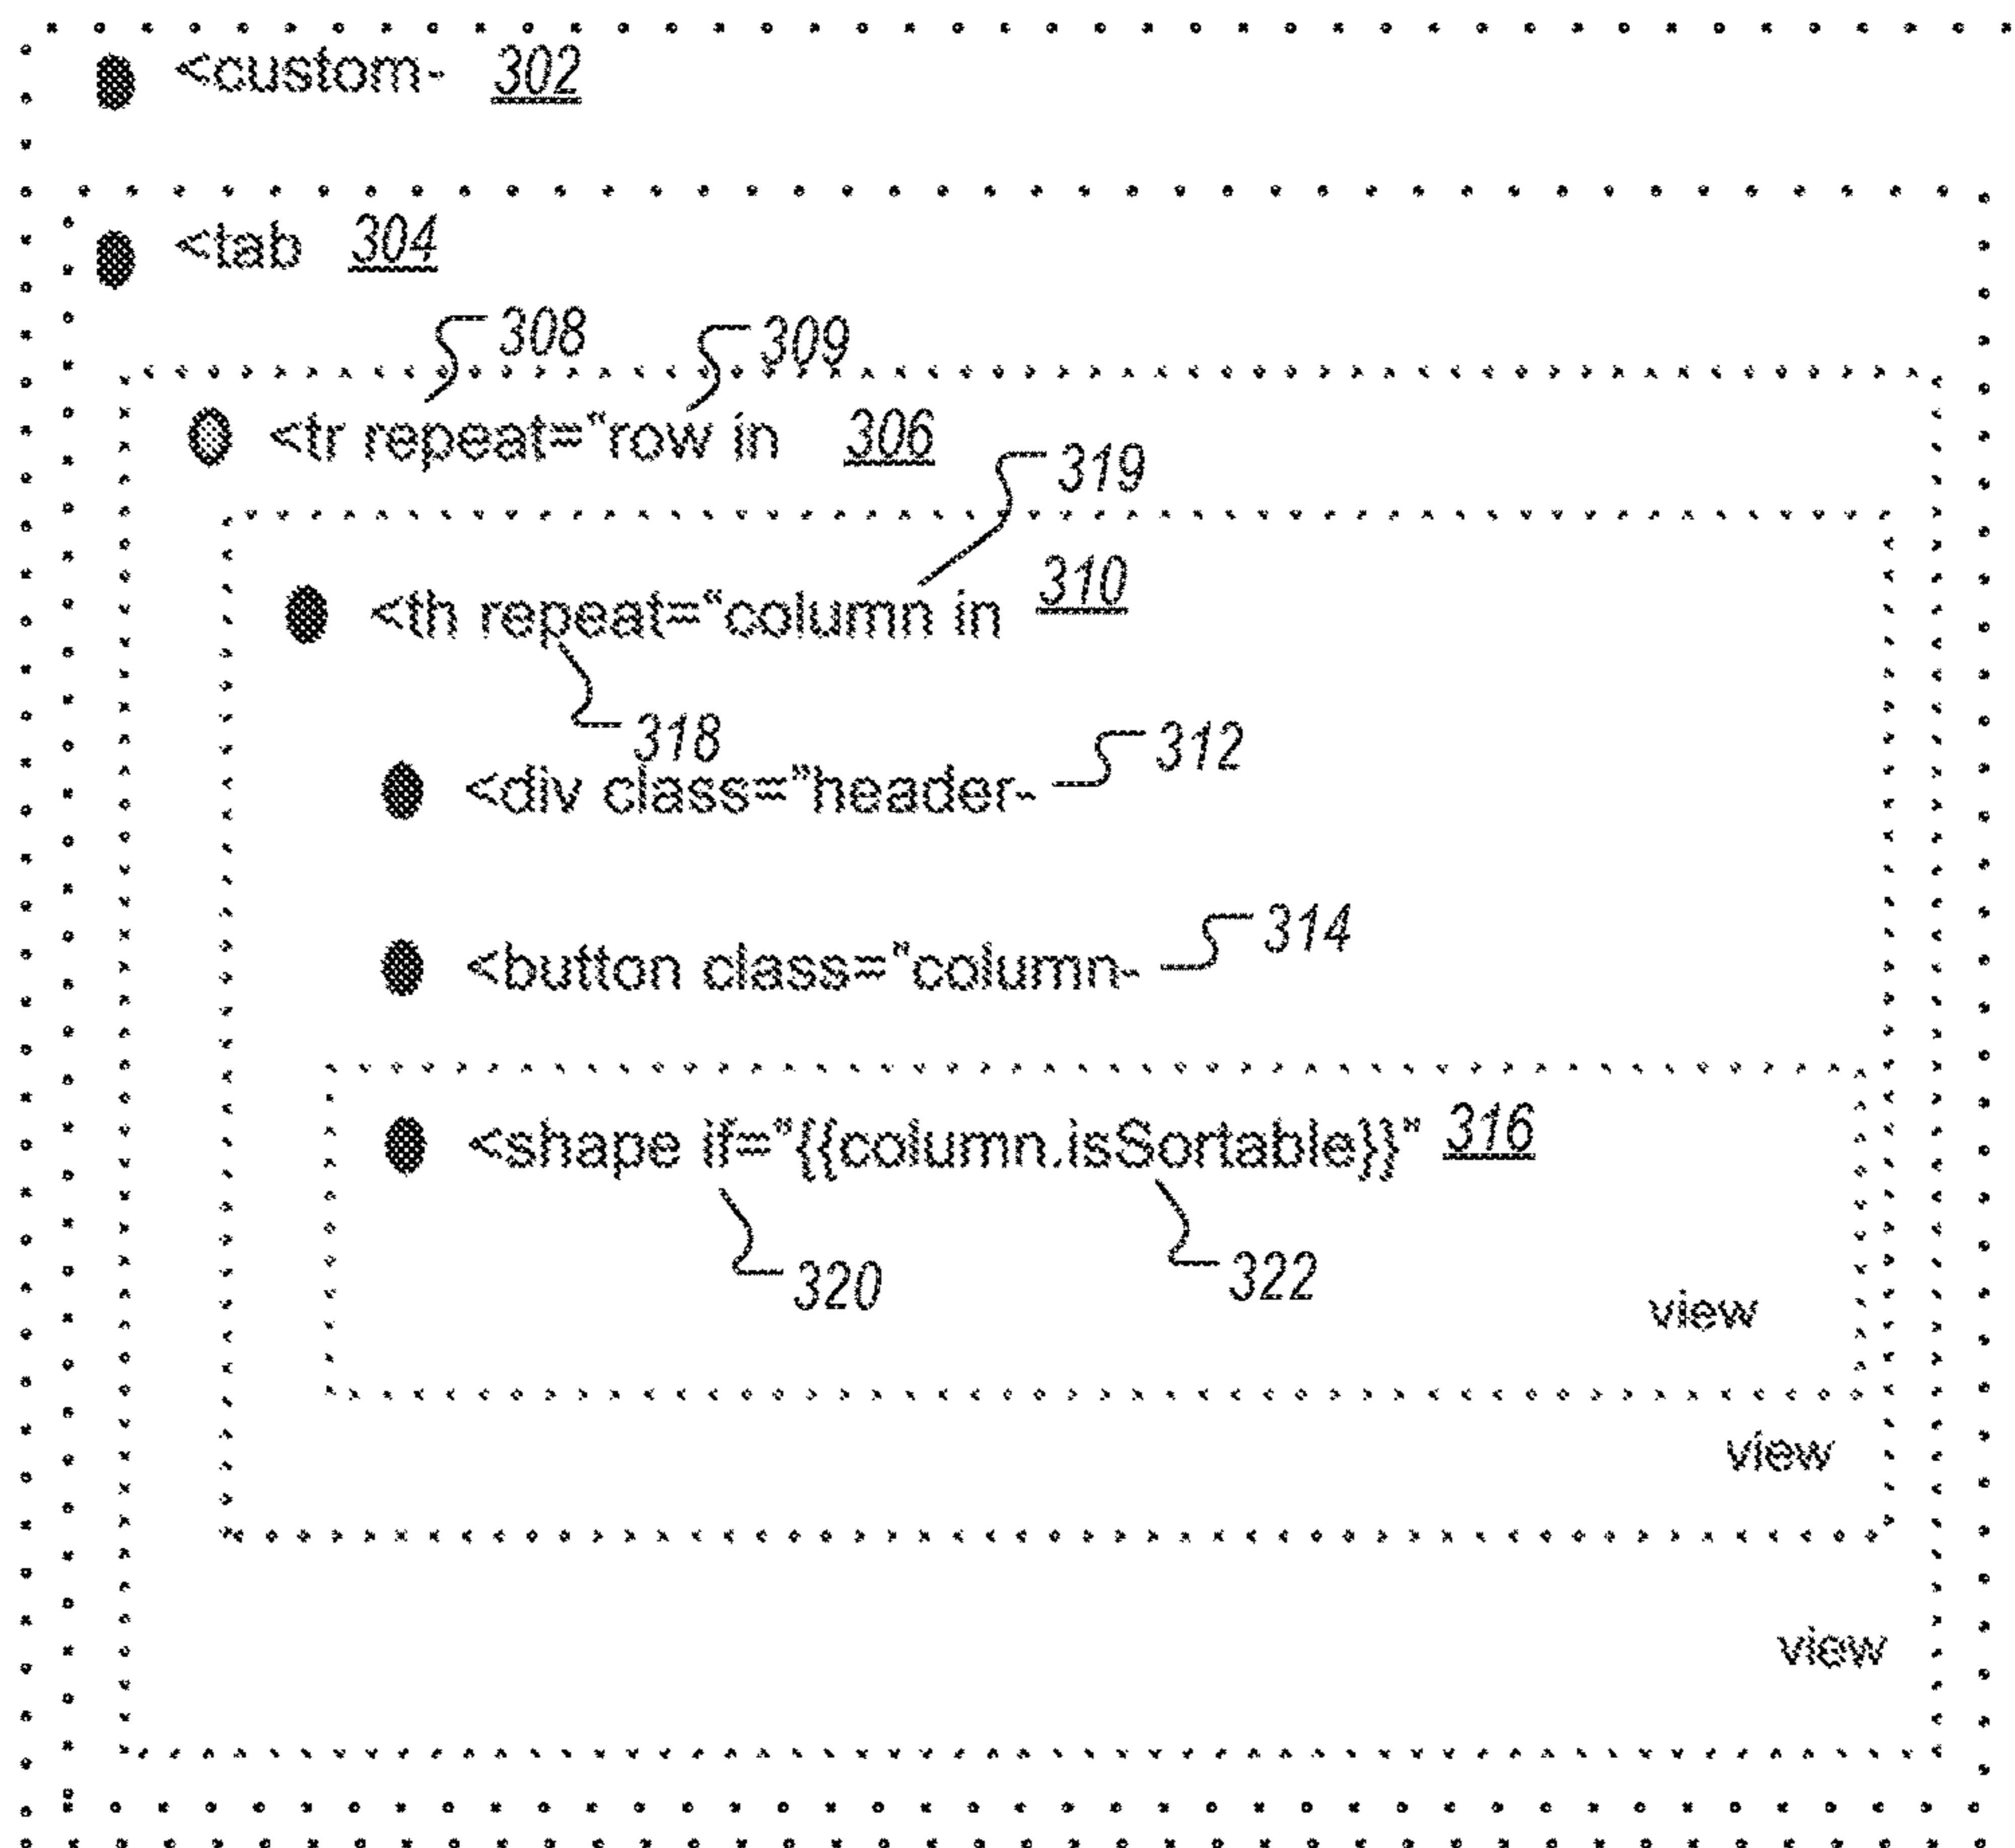 <custom- 302
<tab 304
308 309
<tr repeat="row in 306
319
<th repeat="column in 310
318 312
<div class="header-
314
<button class="column-
<shape if="{{column.isSortable}}" 316
320 322
view
view
view